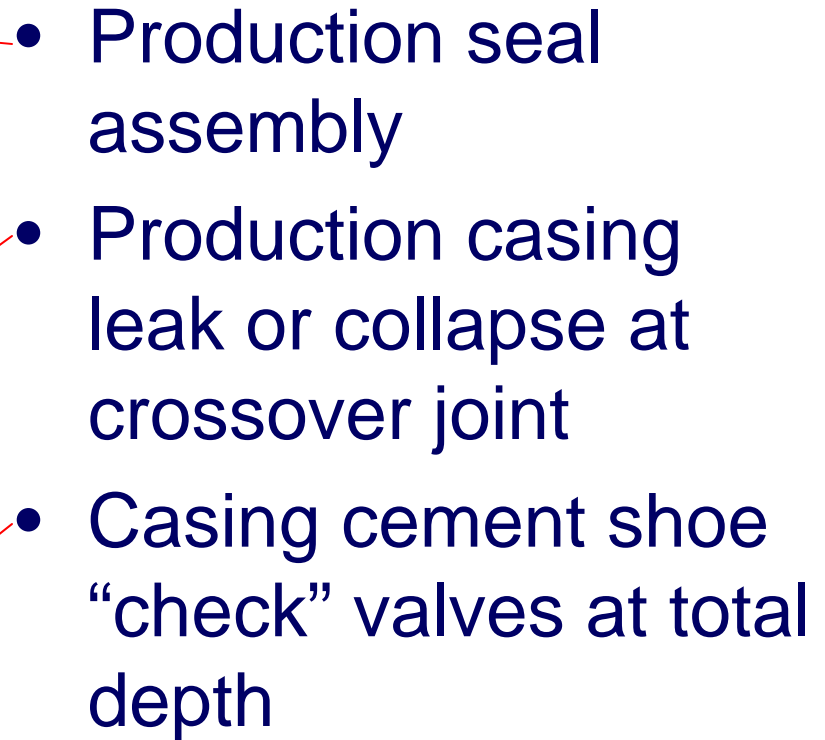 • Production seal
assembly
• Production casing
leak or collapse at
crossover joint
• Casing cement shoe
“check” valves at total
depth